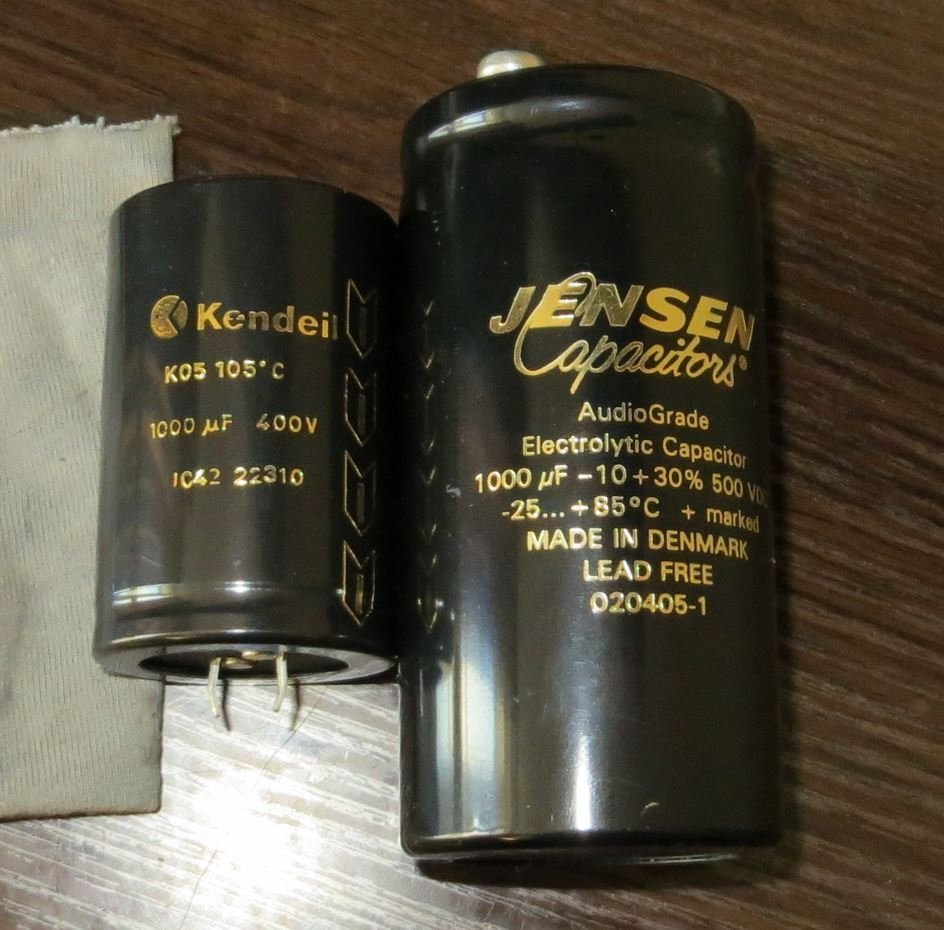 Kendeil
K05 105°C
1000 µF 400V
1C42 22310
JENSEN
Capacitors®
AudioGrade
Electrolytic Capacitor
1000 µF -10 +30% 500
-25...+85°C + marked
MADE IN DENMARK
LEAD FREE
020405-1